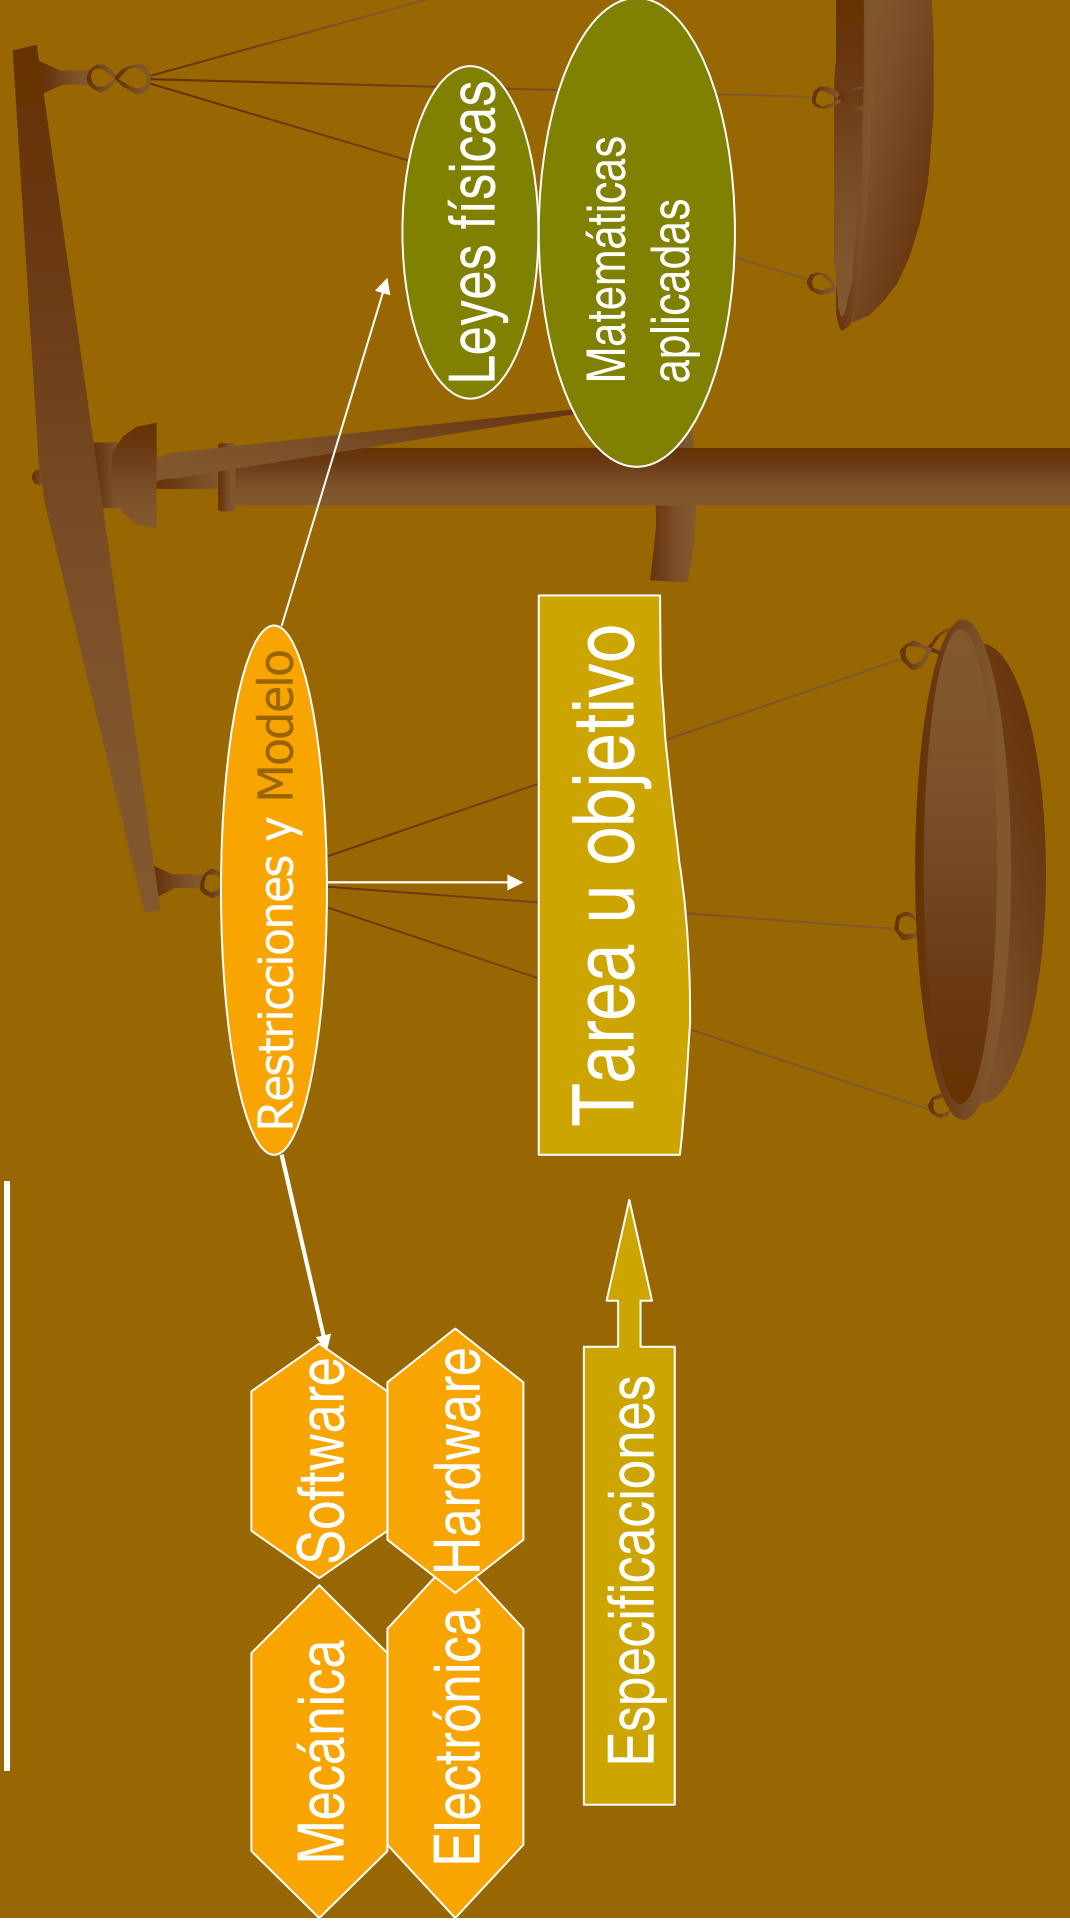 Restricciones y Modelo
Leyes físicas
Matemáticas
aplicadas
Software
Hardware
Mecánica
Electrónica
Tarea u objetivo
Especificaciones